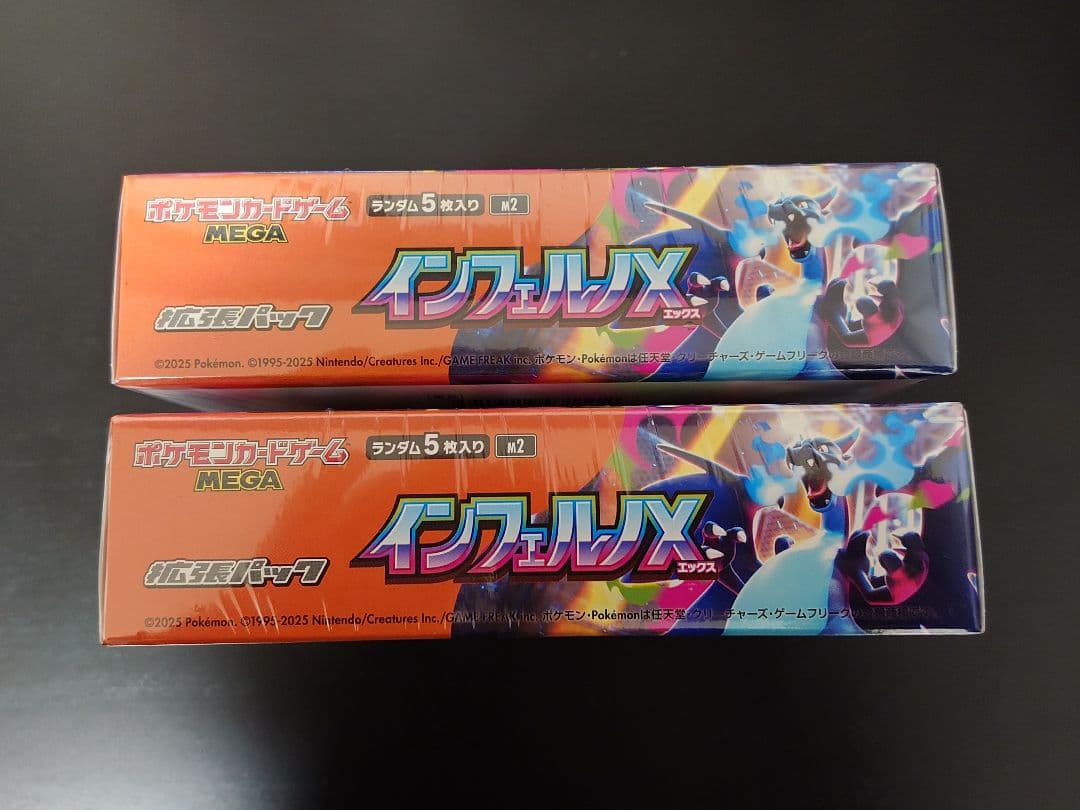 ポケモンカードゲーム
MEGA
ランダム5枚入り M2
インフェルノX
エックス
拡張パック
©2025 Pokémon. ©1995-2025 Nintendo/Creatures Inc./GAME FREAK inc. ポケモン・Pokémonは任天堂・クリーチャーズ・ゲームフリークの
ポケモンカードゲーム
MEGA
ランダム5枚入り M2
インフェルノX
エックス
拡張パック
©2025 Pokémon. ©1995-2025 Nintendo/Creatures Inc./GAME FREAK inc. ポケモン・Pokémonは任天堂・クリーチャーズ・ゲームフリークの